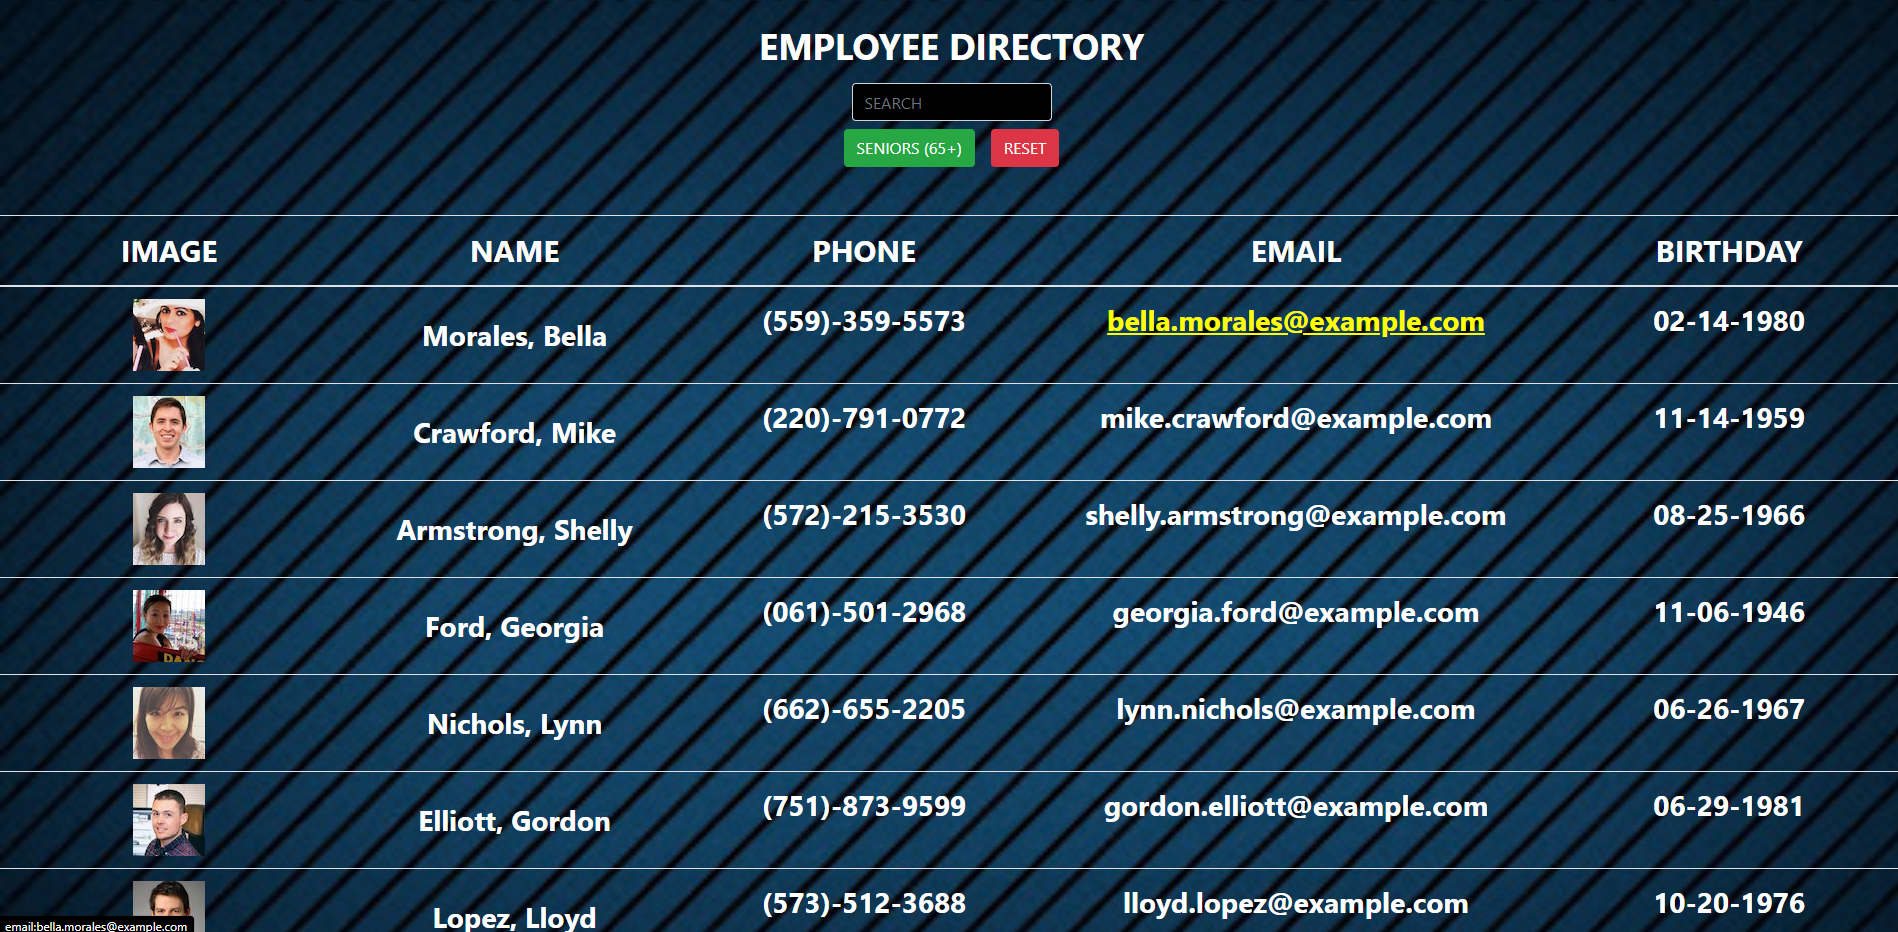 EMPLOYEE DIRECTORY
SEARCH
SENIORS (65+) RESET
IMAGE NAME PHONE EMAIL BIRTHDAY
Morales, Bella (559)-359-5573 bella.morales@example.com 02-14-1980
Crawford, Mike (220)-791-0772 mike.crawford@example.com 11-14-1959
Armstrong, Shelly (572)-215-3530 shelly.armstrong@example.com 08-25-1966
Ford, Georgia (061)-501-2968 georgia.ford@example.com 11-06-1946
Nichols, Lynn (662)-655-2205 lynn.nichols@example.com 06-26-1967
Elliott, Gordon (751)-873-9599 gordon.elliott@example.com 06-29-1981
Lopez, Lloyd (573)-512-3688 lloyd.lopez@example.com 10-20-1976
email:bella.morales@example.com